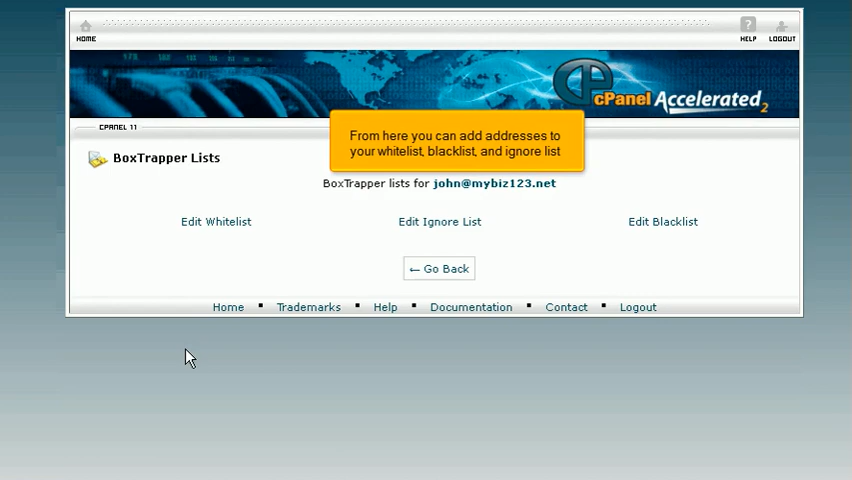 HOME
?
HELP
LOGOUT
cPanel Accelerated2
CPANEL 11
From here you can add addresses to
your whitelist, blacklist, and ignore list
BoxTrapper Lists
BoxTrapper lists for john@mybiz123.net
Edit Whitelist
Edit Ignore List
Edit Blacklist
← Go Back
Home ▪ Trademarks ▪ Help ▪ Documentation ▪ Contact ▪ Logout